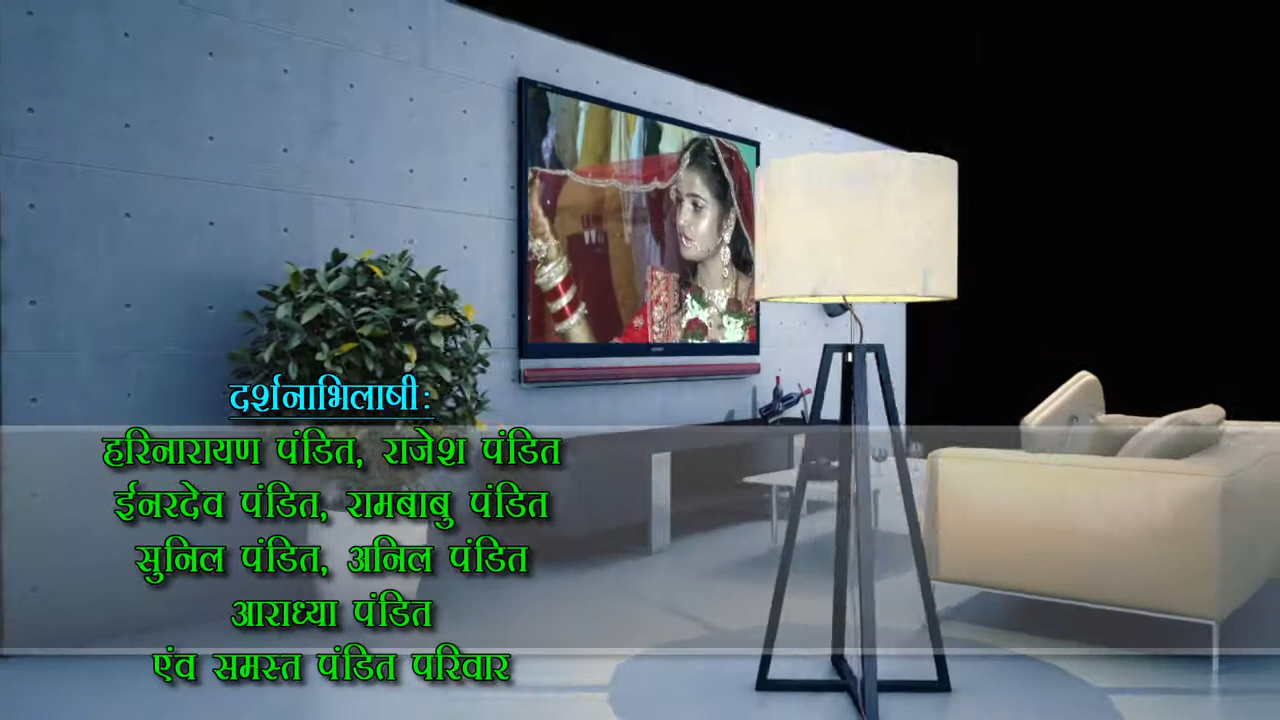 दर्शनाभिलाषी:
हरिनारायण पंडित, राजेश पंडित
ईनरदेव पंडित, रामबाबु पंडित
सुनिल पंडित, अनिल पंडित
आराध्या पंडित
एंव समस्त पंडित परिवार